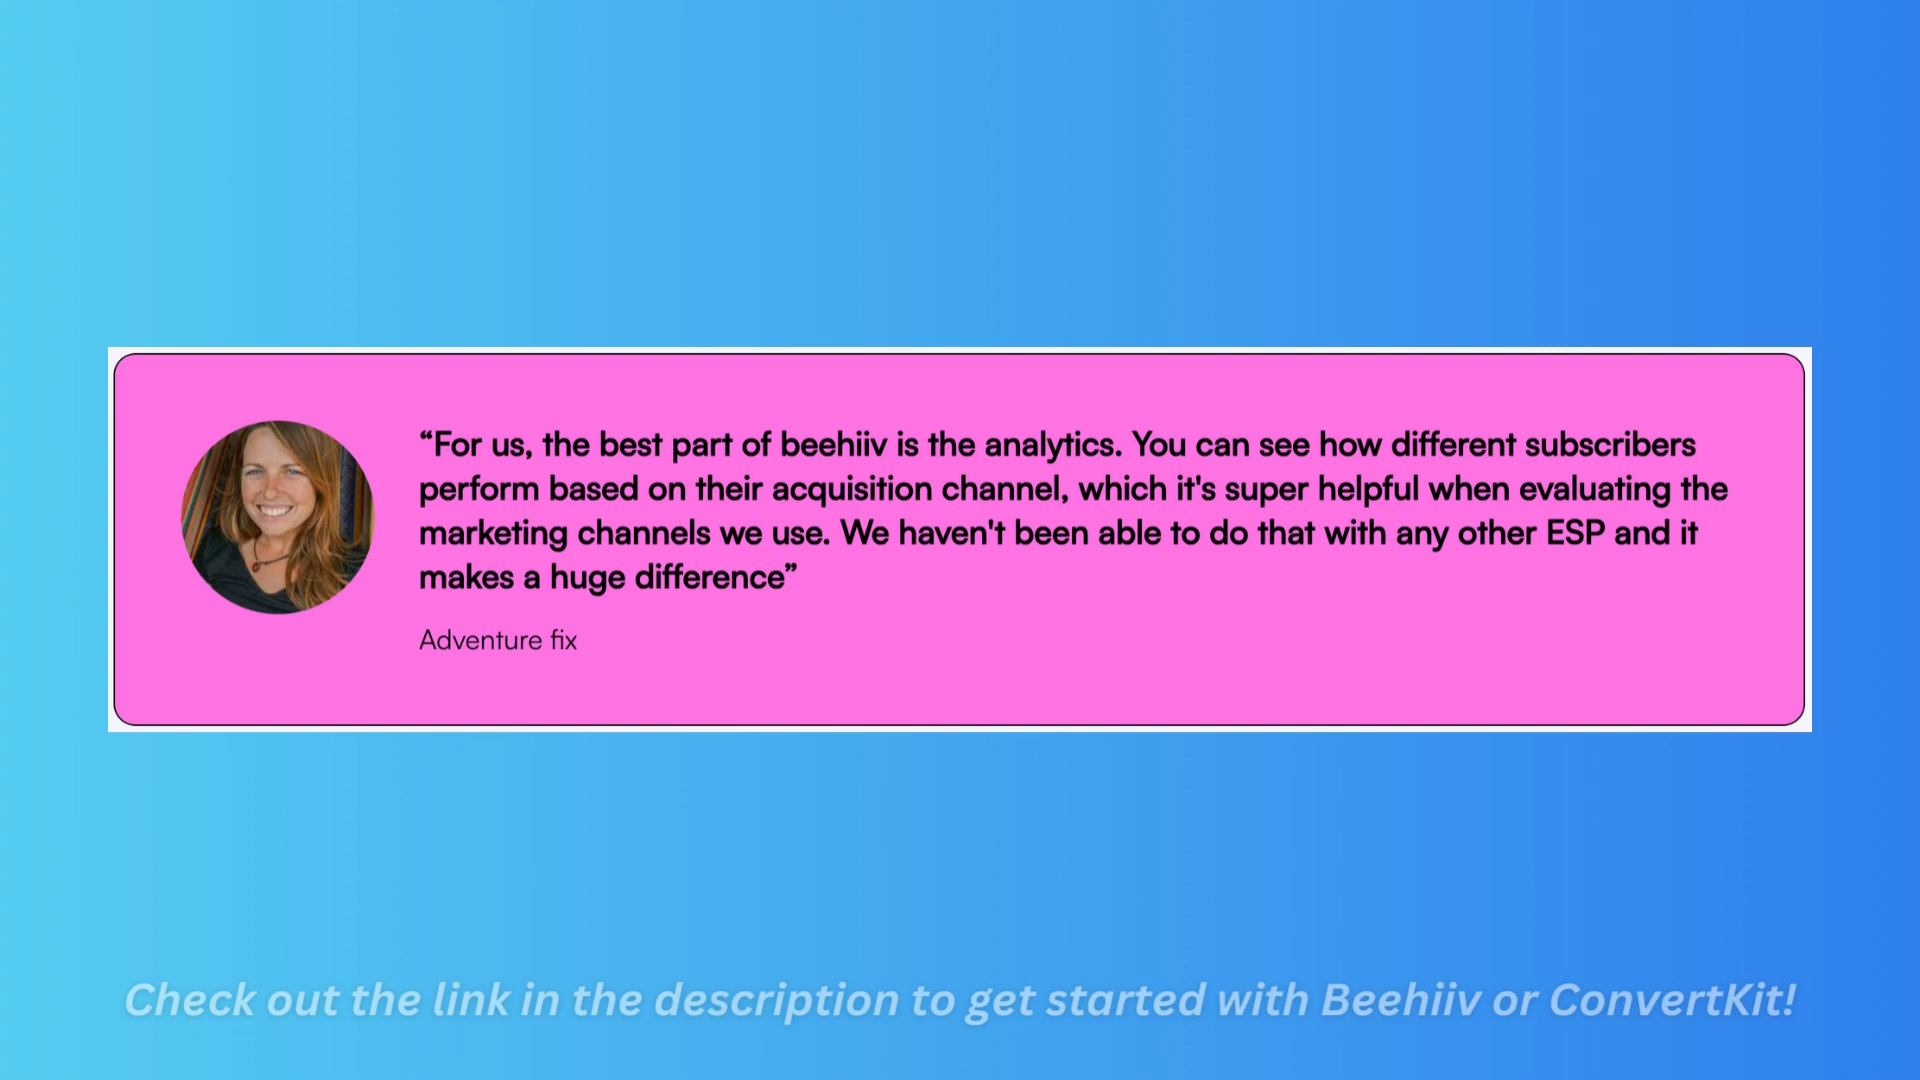 “For us, the best part of beehiiv is the analytics. You can see how different subscribers
perform based on their acquisition channel, which it's super helpful when evaluating the
marketing channels we use. We haven't been able to do that with any other ESP and it
makes a huge difference”
Adventure fix
Check out the link in the description to get started with Beehiiv or ConvertKit!